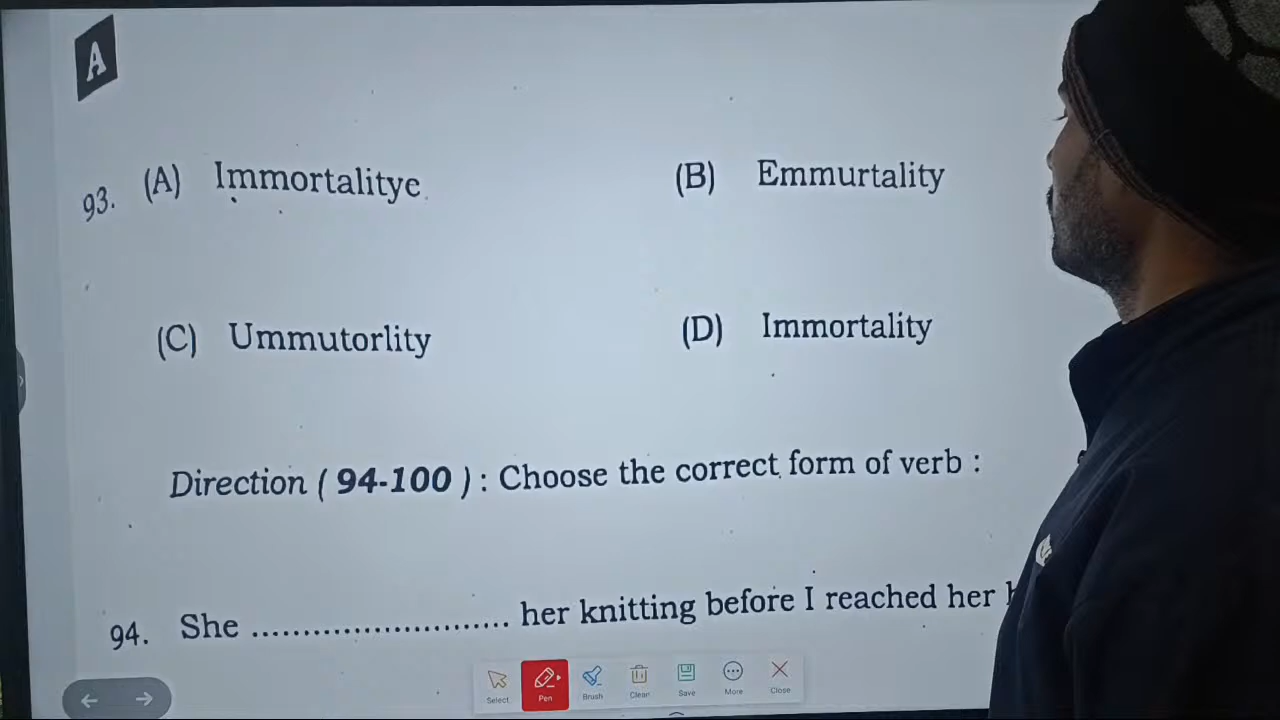 A
93. (A) Immortalitye (B) Emmurtality
(C) Ummutorlity (D) Immortality
Direction ( 94-100 ) : Choose the correct form of verb :
94. She .......................... her knitting before I reached her
Select Pen Brush Clear Save More Close